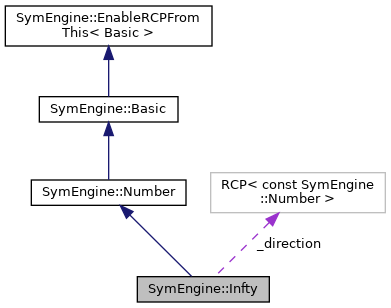 SymEngine::EnableRCPFrom
This< Basic >
SymEngine::Basic
SymEngine::Number
RCP< const SymEngine
::Number >
_direction
SymEngine::Infty